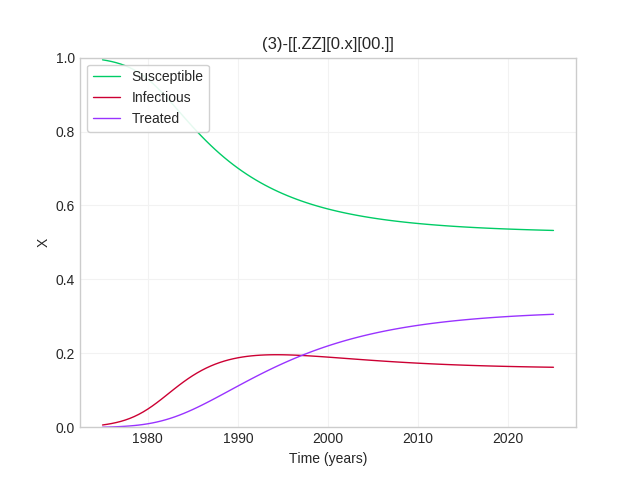 (3)-[[.ZZ][0.x][00.]]
1.0
0.8
0.6
0.4
0.2
0.0
X
Susceptible
Infectious
Treated
1980
1990
2000
2010
2020
Time (years)